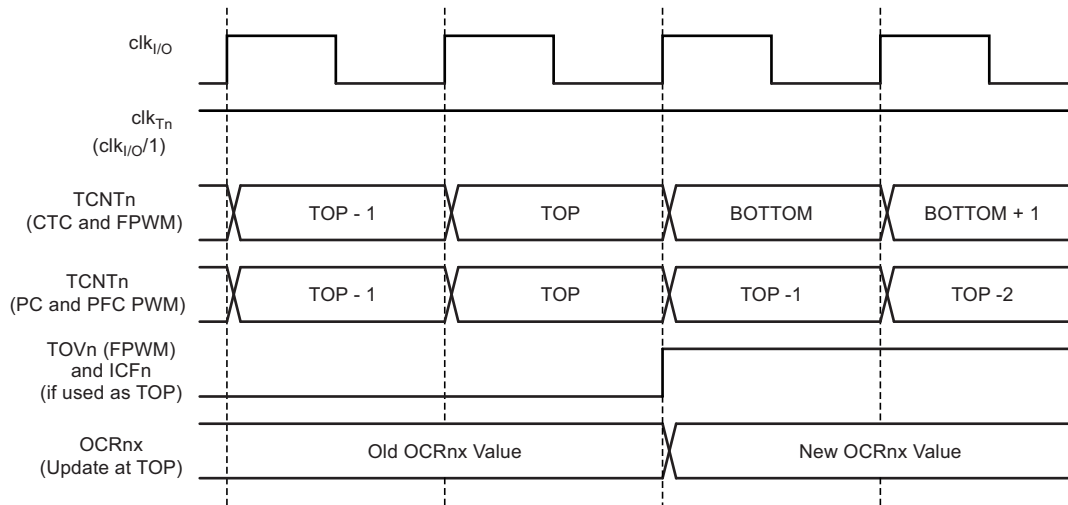 clkI/O
clkTn
(clkI/O/1)
TCNTn
(CTC and FPWM)
TOP - 1 TOP BOTTOM BOTTOM + 1
TCNTn
(PC and PFC PWM)
TOP - 1 TOP TOP -1 TOP -2
TOVn (FPWM)
and ICFn
(if used as TOP)
OCRnx
(Update at TOP)
Old OCRnx Value New OCRnx Value